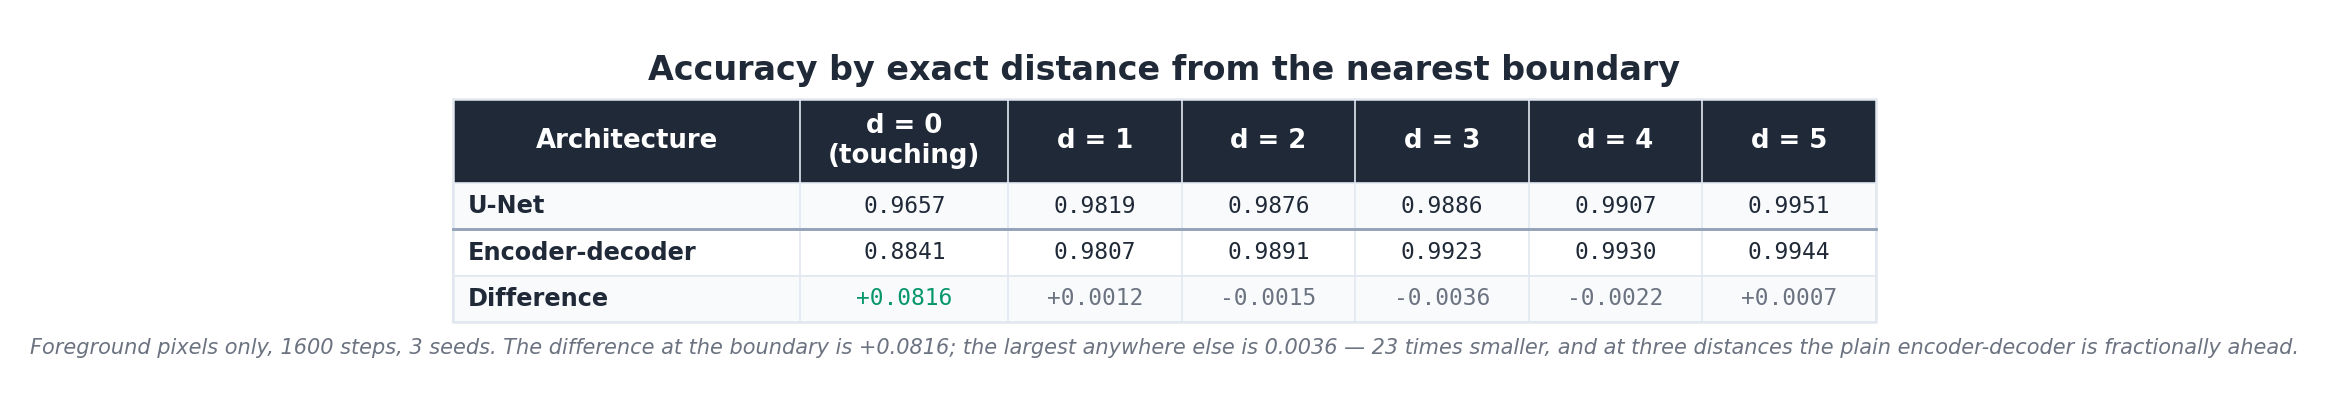 Accuracy by exact distance from the nearest boundary
Architecture d = 0 (touching) d = 1 d = 2 d = 3 d = 4 d = 5
U-Net 0.9657 0.9819 0.9876 0.9886 0.9907 0.9951
Encoder-decoder 0.8841 0.9807 0.9891 0.9923 0.9930 0.9944
Difference +0.0816 +0.0012 -0.0015 -0.0036 -0.0022 +0.0007
Foreground pixels only, 1600 steps, 3 seeds. The difference at the boundary is +0.0816; the largest anywhere else is 0.0036 — 23 times smaller, and at three distances the plain encoder-decoder is fractionally ahead.